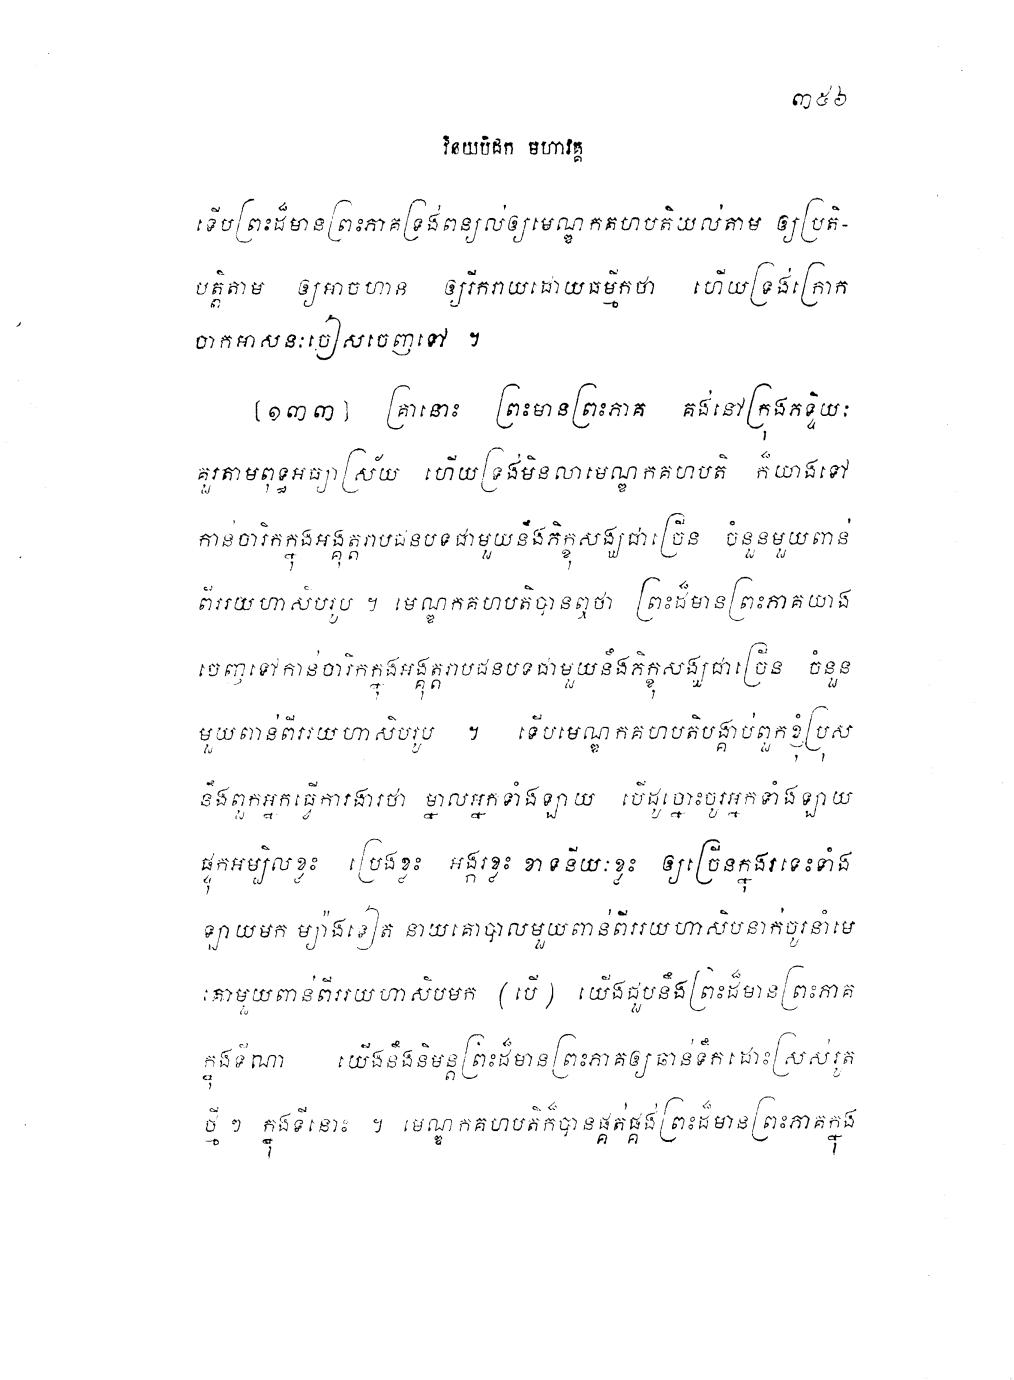 ៣៥៦
វិនយបិដក មហាវគ្គ
ទើបព្រះដ៏មានព្រះភាគទ្រង់ពន្យល់ឲ្យមេណ្ឌកគហបតិយល់តាម ឲ្យប្រតិ-
បត្តិតាម ឲ្យអាចហាន ឲ្យរីករាយដោយធម្មីកថា ហើយទ្រង់ក្រោក
ចាកអាសនៈចៀសចេញទៅ ។
[១៣៣] គ្រានោះ ព្រះមានព្រះភាគ គង់នៅក្រុងភទ្ទិយៈ
គួរតាមពុទ្ធអធ្យាស្រ័យ ហើយទ្រង់មិនលាមេណ្ឌកគហបតិ ក៏យាងទៅ
កាន់ចារិកក្នុងអង្គុត្តរាបជនបទជាមួយនឹងភិក្ខុសង្ឃជាច្រើន ចំនួនមួយពាន់
ពីររយហាសិបរូប ។ មេណ្ឌកគហបតិបានឮថា ព្រះដ៏មានព្រះភាគយាង
ចេញទៅកាន់ចារិកក្នុងអង្គុត្តរាបជនបទជាមួយនឹងភិក្ខុសង្ឃជាច្រើន ចំនួន
មួយពាន់ពីររយហាសិបរូប ។ ទើបមេណ្ឌកគហបតិបង្គាប់ពួកខ្ញុំប្រុស
នឹងពួកអ្នកធ្វើការងារថា ម្នាលអ្នកទាំងឡាយ បើដូច្នោះចូរអ្នកទាំងឡាយ
ផ្ទុកអម្បិលខ្លះ ប្រេងខ្លះ អង្ករខ្លះ ខាទនីយៈខ្លះ ឲ្យច្រើនក្នុងរទេះទាំង
ឡាយមក ម្យ៉ាងទៀត នាយគោបាលមួយពាន់ពីររយហាសិបនាក់ចូរនាំមេ
គោមួយពាន់ពីររយហាសិបមក (បើ) យើងជួបនឹងព្រះដ៏មានព្រះភាគ
ក្នុងទីណា យើងនឹងនិមន្តព្រះដ៏មានព្រះភាគឲ្យឆាន់ទឹកដោះស្រស់រូត
ថ្មី ៗ ក្នុងទីនោះ ។ មេណ្ឌកគហបតិក៏បានផ្គត់ផ្គង់ព្រះដ៏មានព្រះភាគក្នុង